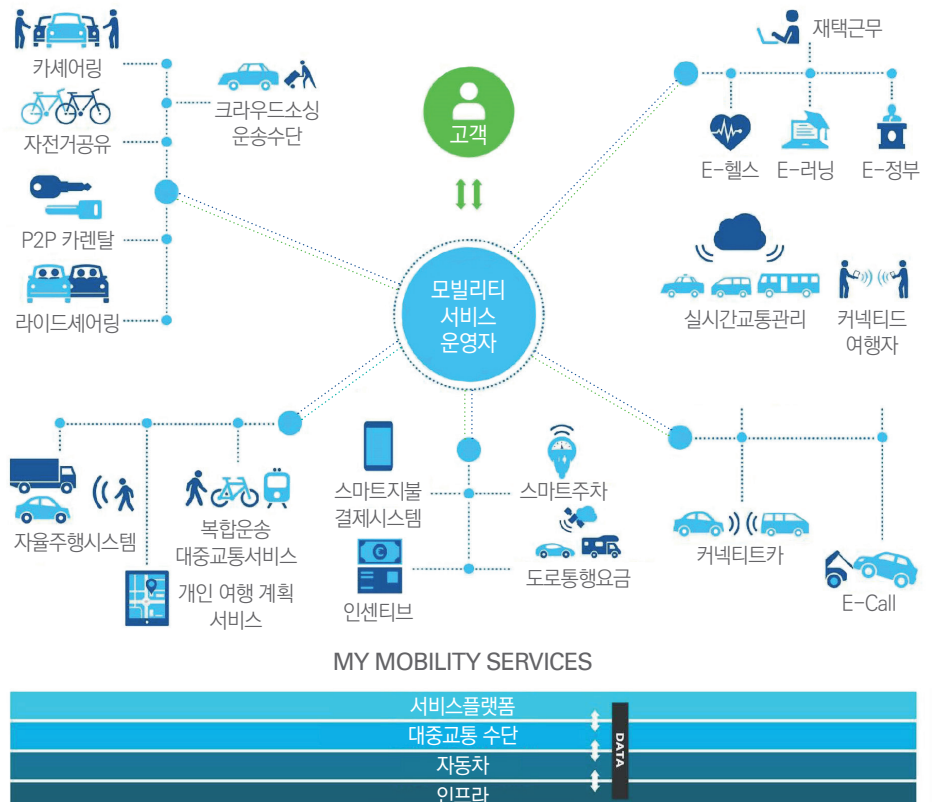 카셰어링
자전거공유
P2P 카렌탈
라이드셰어링
크라우드소싱
운송수단
고객
모빌리티
서비스
운영자
재택근무
E-헬스
E-러닝
E-정부
실시간교통관리
커넥티드
여행자
자율주행시스템
복합운송
대중교통서비스
개인 여행 계획
서비스
스마트지불
결제시스템
스마트주차
인센티브
도로통행요금
커넥티트카
E-Call
MY MOBILITY SERVICES
서비스플랫폼
대중교통 수단
자동차
인프라
DATA